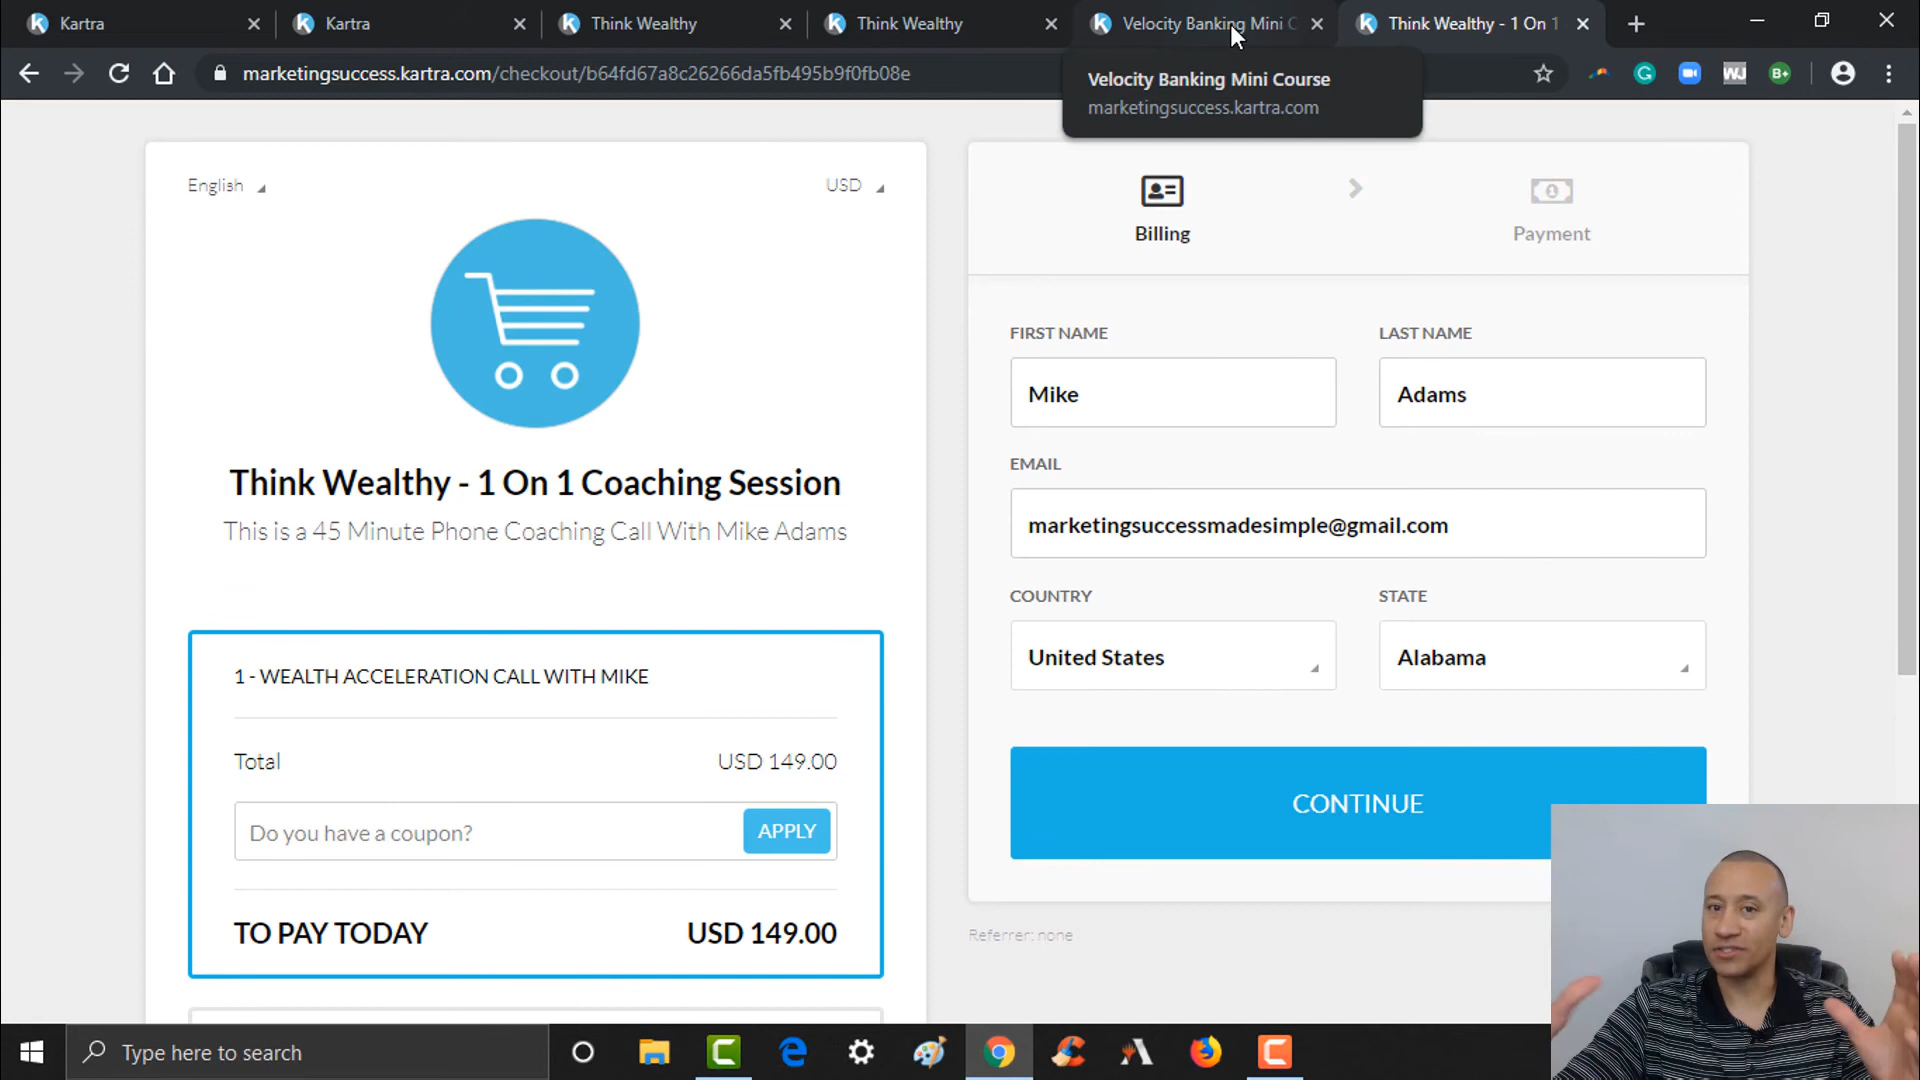 Kartra
Kartra
Think Wealthy
Think Wealthy
Velocity Banking Mini C
Think Wealthy - 1 On 1
marketingsuccess.kartra.com/checkout/b64fd67a8c26266da5fb495b9f0fb08e
Velocity Banking Mini Course
marketingsuccess.kartra.com
English
USD
Think Wealthy - 1 On 1 Coaching Session
This is a 45 Minute Phone Coaching Call With Mike Adams
1 - WEALTH ACCELERATION CALL WITH MIKE
Total
USD 149.00
Do you have a coupon?
APPLY
TO PAY TODAY
USD 149.00
Billing
Payment
FIRST NAME
LAST NAME
Mike
Adams
EMAIL
marketingsuccessmadesimple@gmail.com
COUNTRY
STATE
United States
Alabama
CONTINUE
Referrer: none
Type here to search